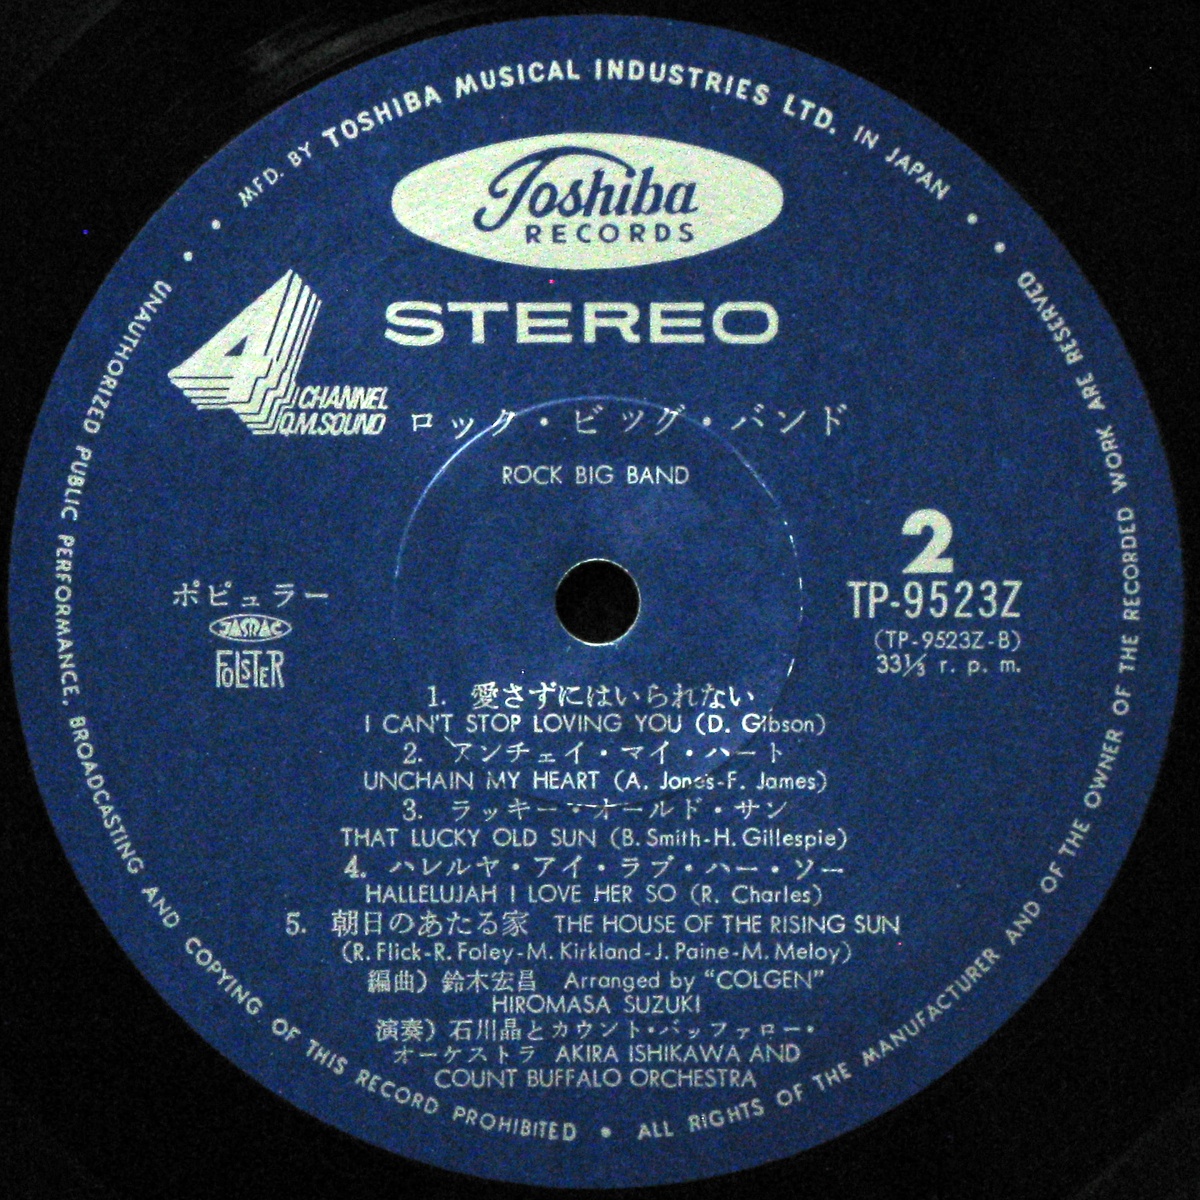 MFD. BY TOSHIBA MUSICAL INDUSTRIES LTD. IN JAPAN
Toshiba
RECORDS
STEREO
4 CHANNEL
Q.M.SOUND
ロック・ビッグ・バンド
ROCK BIG BAND
2
TP-9523Z
(TP-9523Z-B)
33⅓ r. p. m.
ポピュラー
JASRAC
FOLSTER
1. 愛さずにはいられない
I CAN'T STOP LOVING YOU (D. Gibson)
2. アンチェイ・マイ・ハート
UNCHAIN MY HEART (A. Jones-F. James)
3. ラッキー・オールド・サン
THAT LUCKY OLD SUN (B. Smith-H. Gillespie)
4. ハレルヤ・アイ・ラブ・ハー・ソー
HALLELUJAH I LOVE HER SO (R. Charles)
5. 朝日のあたる家 THE HOUSE OF THE RISING SUN
(R. Flick-R. Foley-M. Kirkland-J. Paine-M. Meloy)
編曲) 鈴木宏昌 Arranged by "COLGEN"
HIROMASA SUZUKI
演奏) 石川晶とカウント・バッファロー・
オーケストラ AKIRA ISHIKAWA AND
COUNT BUFFALO ORCHESTRA
UNAUTHORIZED PUBLIC PERFORMANCE, BROADCASTING AND COPYING OF THIS RECORD PROHIBITED • ALL RIGHTS OF THE MANUFACTURER AND OF THE OWNER OF THE RECORDED WORK ARE RESERVED